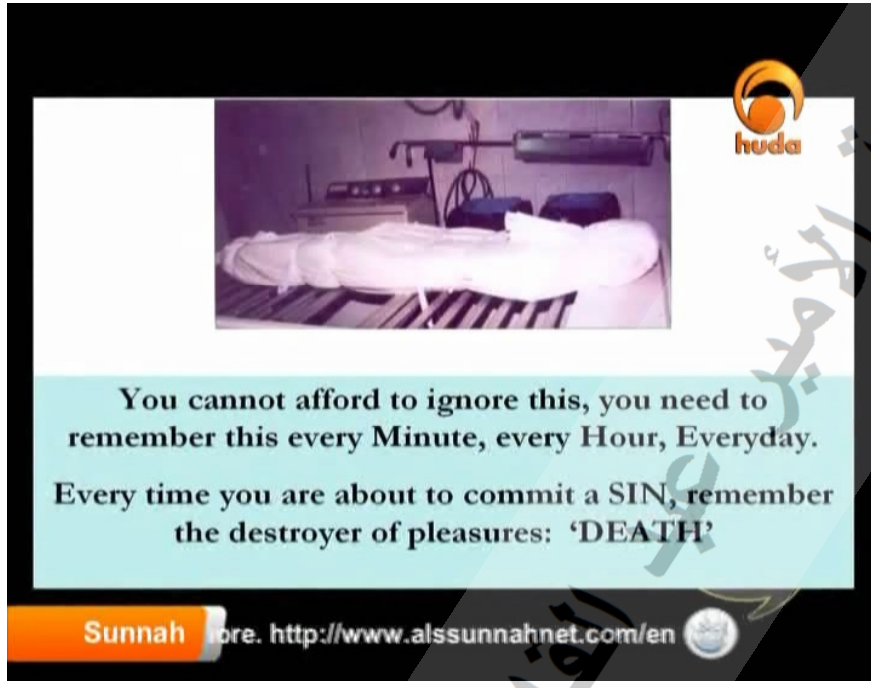 huda
You cannot afford to ignore this, you need to
remember this every Minute, every Hour, Everyday.
Every time you are about to commit a SIN, remember
the destroyer of pleasures: ‘DEATH’
Sunnah ore. http://www.alssunnahnet.com/en